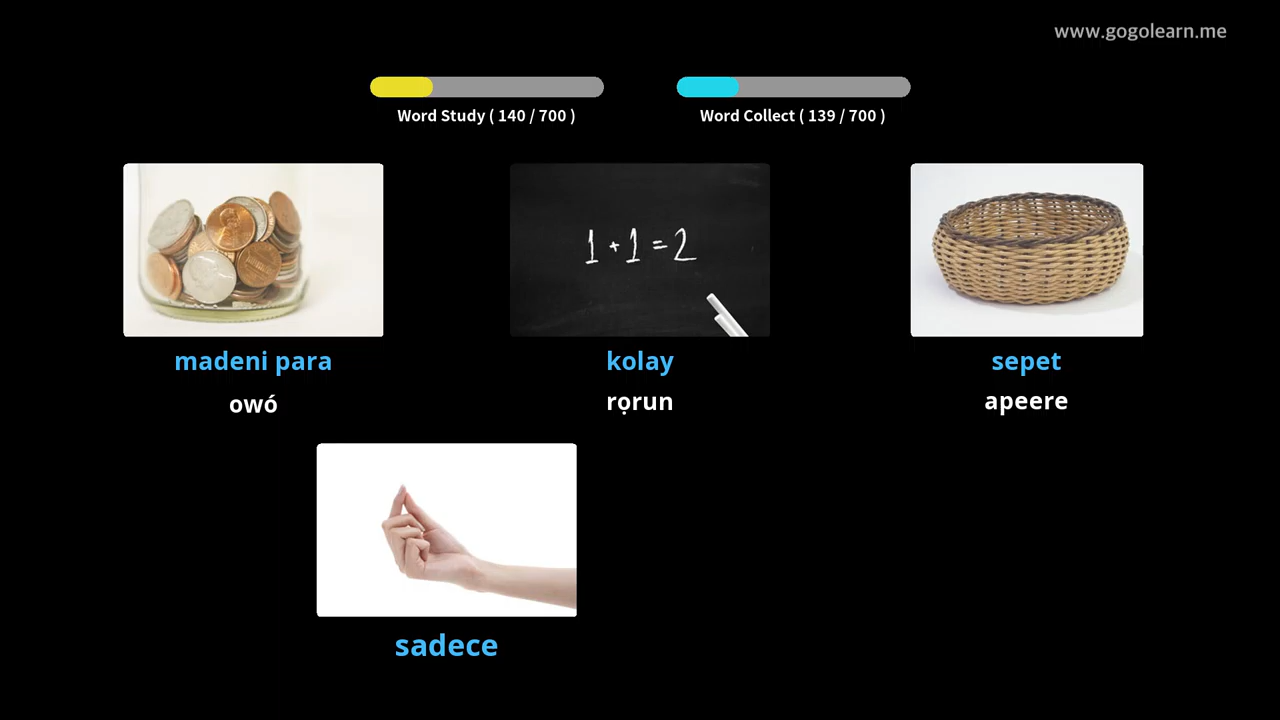 www.gogolearn.me
Word Study ( 140 / 700 )
Word Collect ( 139 / 700 )
1 + 1 = 2
madeni para
kolay
sepet
owó
rọrun
apeere
sadece